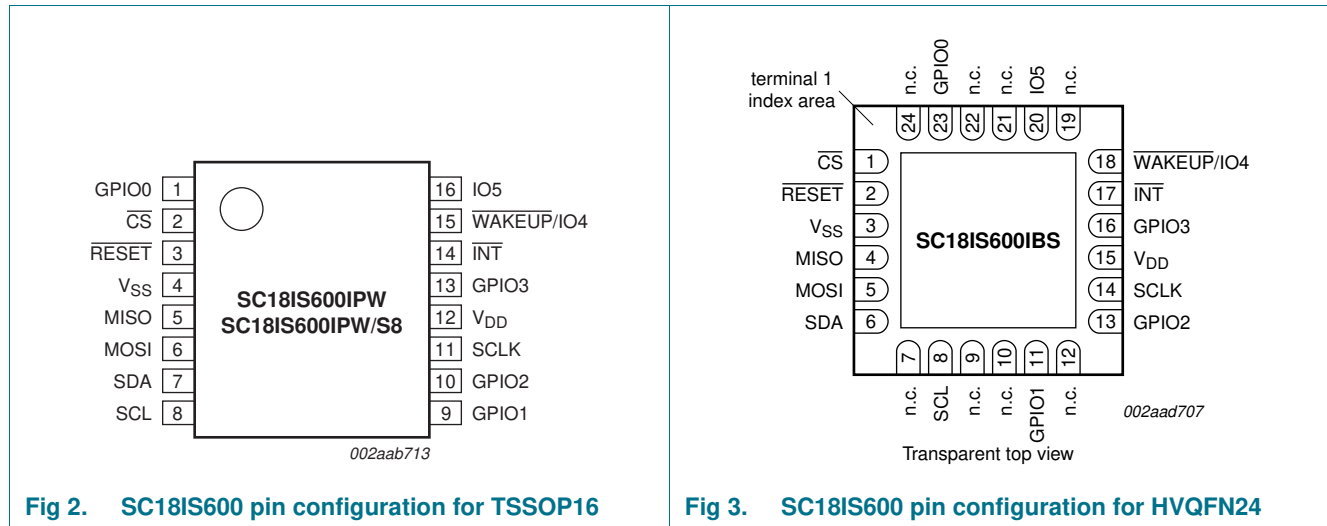 GPIO0 1
CS 2
RESET 3
VSS 4
MISO 5
MOSI 6
SDA 7
SCL 8
SC18IS600IPW
SC18IS600IPW/S8
16 IO5
15 WAKEUP/IO4
14 INT
13 GPIO3
12 VDD
11 SCLK
10 GPIO2
9 GPIO1
002aab713
Fig 2. SC18IS600 pin configuration for TSSOP16
terminal 1
index area
n.c. GPIO0 n.c. n.c. IO5 n.c.
24 23 22 21 20 19
CS 1
RESET 2
VSS 3
MISO 4
MOSI 5
SDA 6
SC18IS600IBS
18 WAKEUP/IO4
17 INT
16 GPIO3
15 VDD
14 SCLK
13 GPIO2
7 8 9 10 11 12
n.c. SCL n.c. n.c. GPIO1 n.c.
002aad707
Transparent top view
Fig 3. SC18IS600 pin configuration for HVQFN24